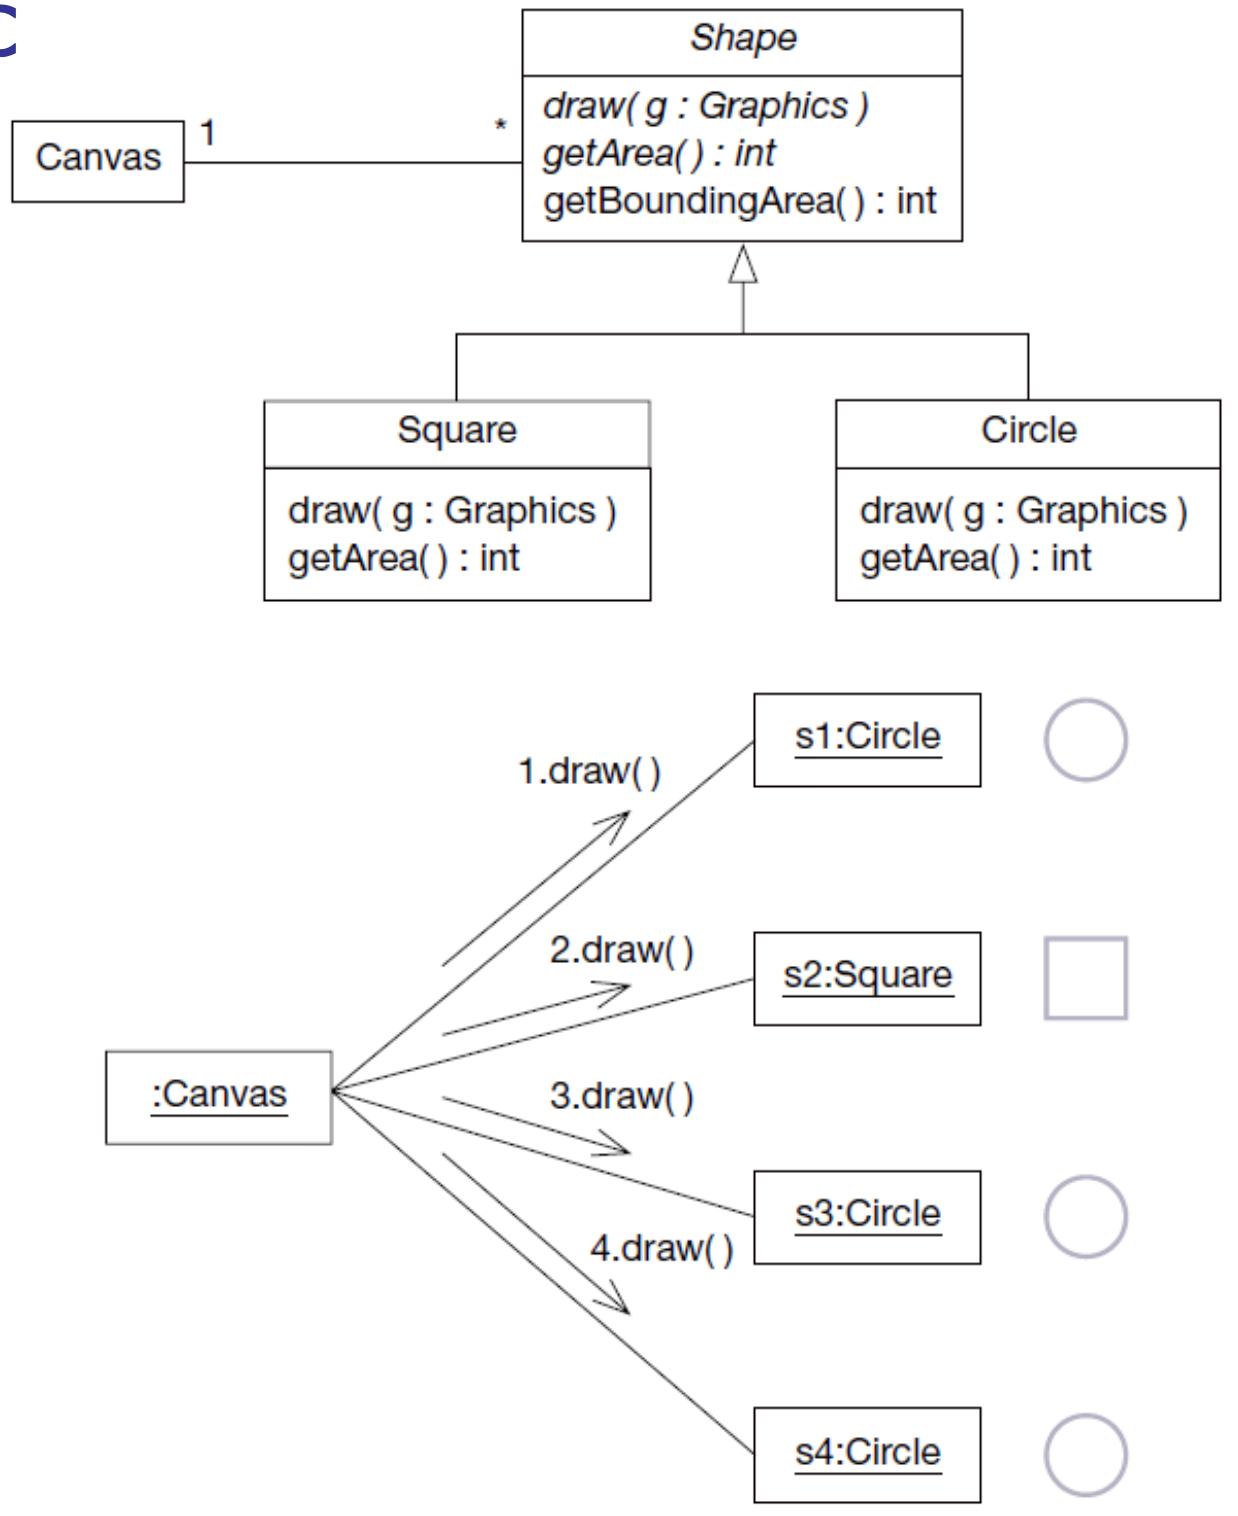 C
Shape
draw( g : Graphics )
getArea( ) : int
getBoundingArea( ) : int
Canvas
1
*
Square
draw( g : Graphics )
getArea( ) : int
Circle
draw( g : Graphics )
getArea( ) : int
1.draw( )
s1:Circle
2.draw( )
s2:Square
:Canvas
3.draw( )
s3:Circle
4.draw( )
s4:Circle